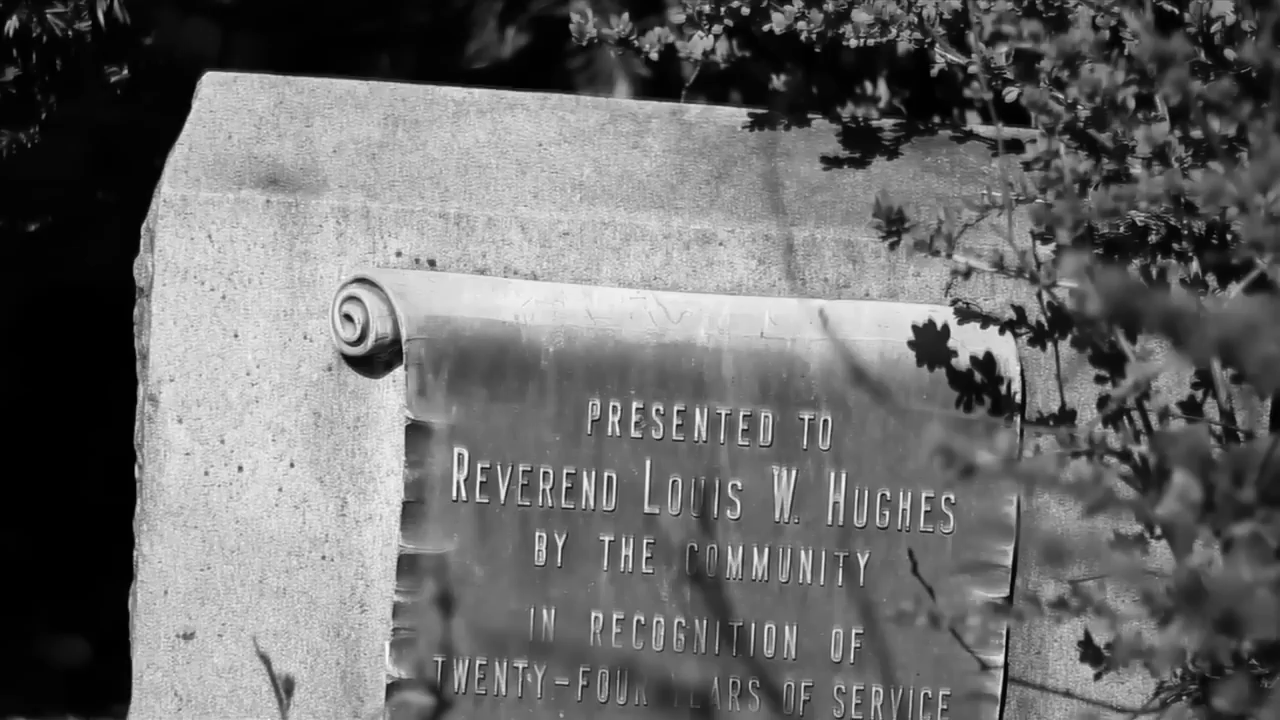 PRESENTED TO
REVEREND LOUIS W. HUGHES
BY THE COMMUNITY
IN RECOGNITION OF
TWENTY-FOUR YEARS OF SERVICE